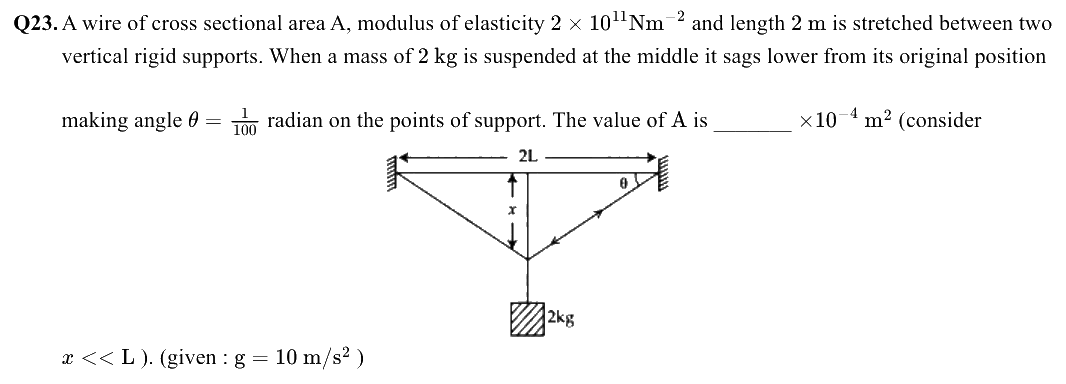 Q23. A wire of cross sectional area A, modulus of elasticity 2 × 10¹¹Nm⁻² and length 2 m is stretched between two
vertical rigid supports. When a mass of 2 kg is suspended at the middle it sags lower from its original position
making angle θ = 1/100 radian on the points of support. The value of A is _______ ×10⁻⁴ m² (consider
2L
θ
x
2kg
x << L ). (given : g = 10 m/s² )